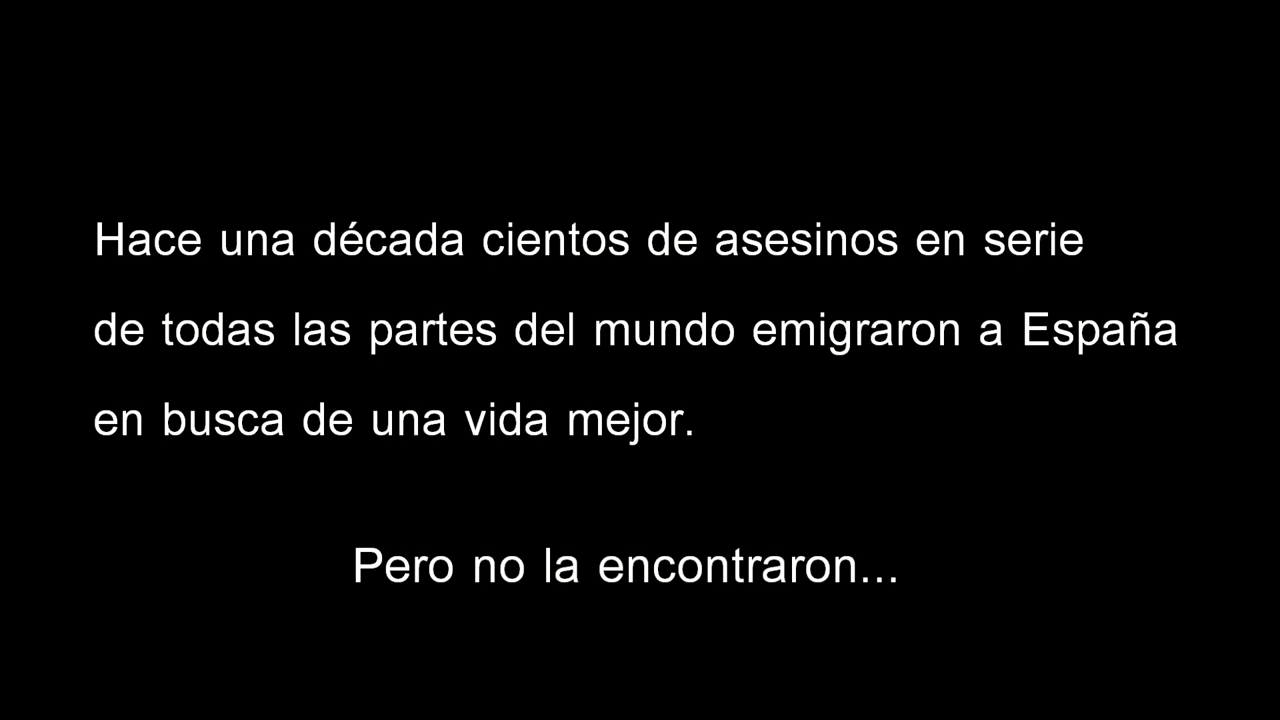 Hace una década cientos de asesinos en serie
de todas las partes del mundo emigraron a España
en busca de una vida mejor.
Pero no la encontraron...